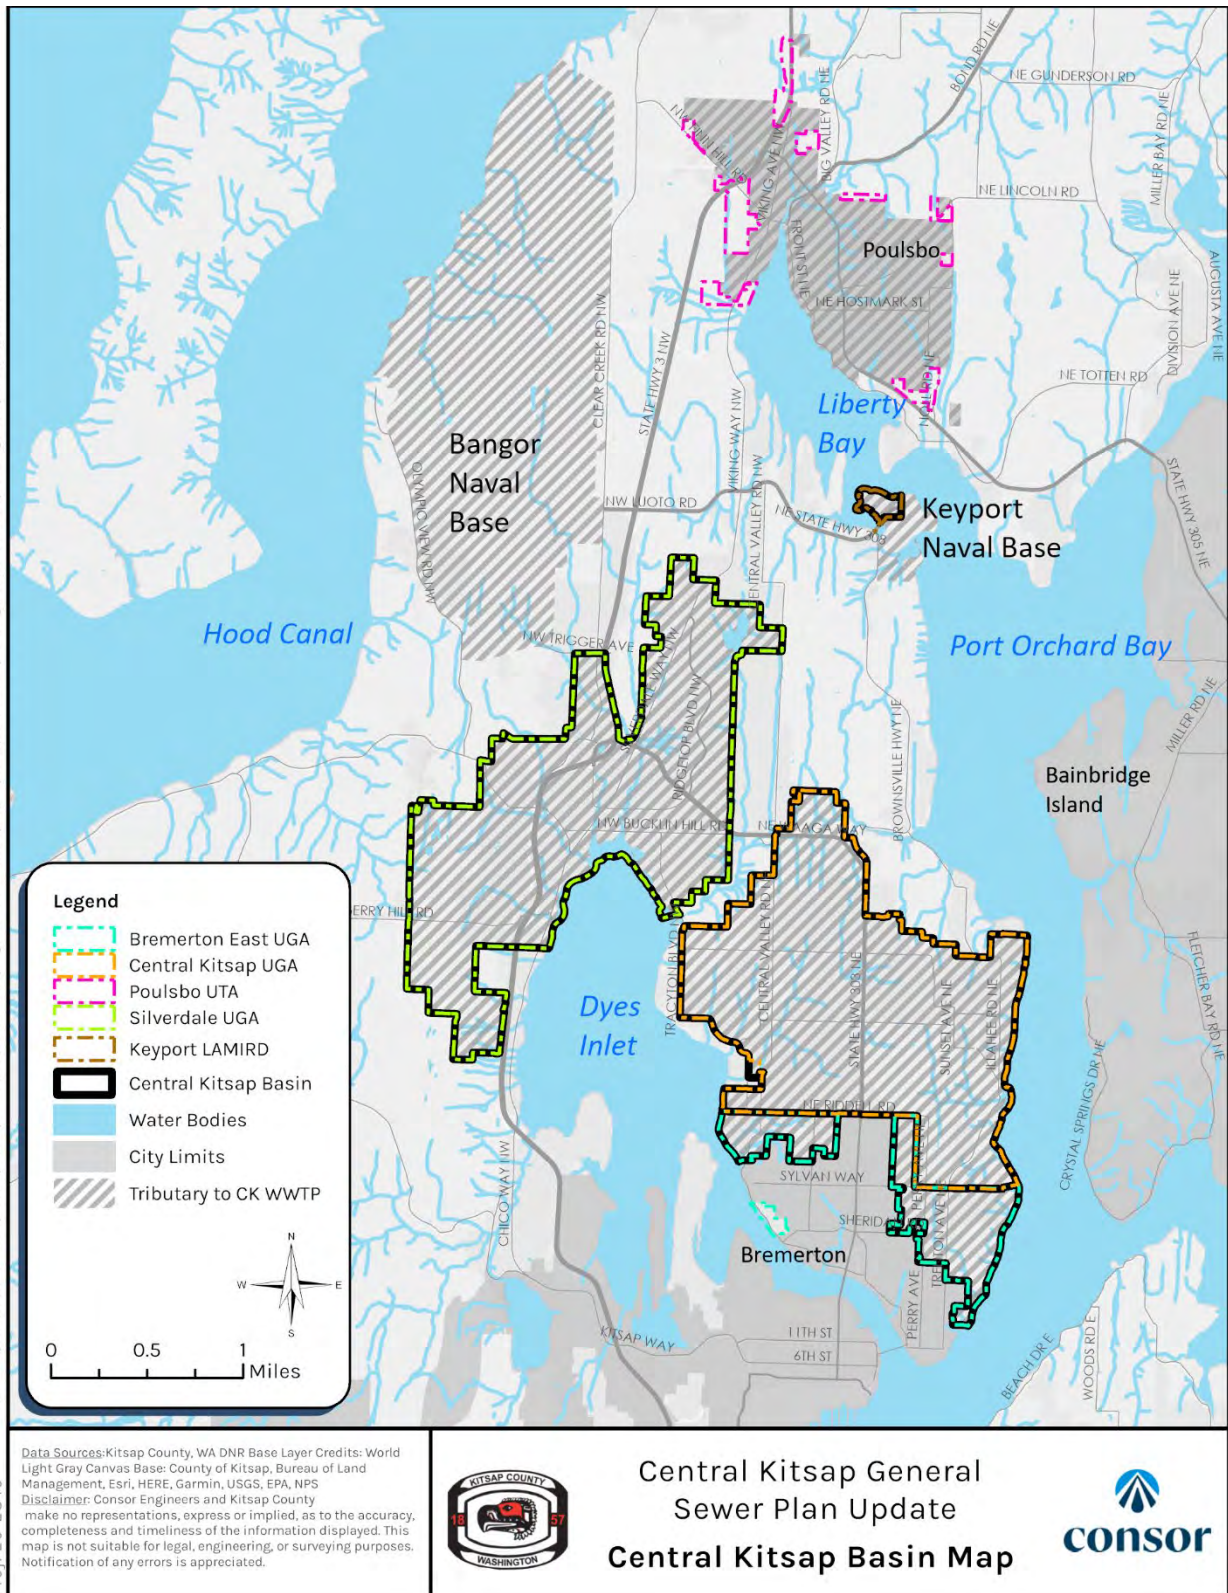 NE GUNDERSON RD
BOND RD NE
BIG VALLEY RD NE
MILLER BAY RD NE
VIKING AVE NW
NE LINCOLN RD
Poulsbo
FRONT ST NE
NE HOSTMARK ST
AUGUSTA AVE NE
DIVISION AVE NE
NE TOTTEN RD
CLEAR CREEK RD NW
STATE HWY 3 NW
Liberty
Bay
Bangor
Naval
Base
VIKING WAY NW
CENTRAL VALLEY RD NW
OLYMPIC VIEW RD NW
NW LUOTO RD
NE STATE HWY 308
Keyport
Naval Base
STATE HWY 305 NE
Hood Canal
NW TRIGGER AVE
Port Orchard Bay
RIDGETOP BLVD NW
BROWNSVILLE HWY NE
MILLER RD NE
Bainbridge
Island
NW BUCKLIN HILL RD
NE WAAGA WAY
Legend
Bremerton East UGA
Central Kitsap UGA
Poulsbo UTA
Silverdale UGA
Keyport LAMIRD
Central Kitsap Basin
Water Bodies
City Limits
Tributary to CK WWTP
N
W
E
S
0
0.5
1
Miles
CENTRAL VALLEY RD N
STATE HWY 303 NE
SUNSET AVE NE
ILLAHEE RD NE
FLETCHER BAY RD NE
Dyes
Inlet
NE RIDDELL RD
CRYSTAL SPRINGS DR NE
SYLVAN WAY
CHICO WAY NW
Bremerton
TRENTON AVE NE
PERRY AVE
KITSAP WAY
11TH ST
6TH ST
BEACH DR E
WOODS RD E
Data Sources:Kitsap County, WA DNR Base Layer Credits: World
Light Gray Canvas Base: County of Kitsap, Bureau of Land
Management, Esri, HERE, Garmin, USGS, EPA, NPS
Disclaimer: Consor Engineers and Kitsap County
make no representations, express or implied, as to the accuracy,
completeness and timeliness of the information displayed. This
map is not suitable for legal, engineering, or surveying purposes.
Notification of any errors is appreciated.
KITSAP COUNTY
18 57
WASHINGTON
Central Kitsap General
Sewer Plan Update
Central Kitsap Basin Map
consor